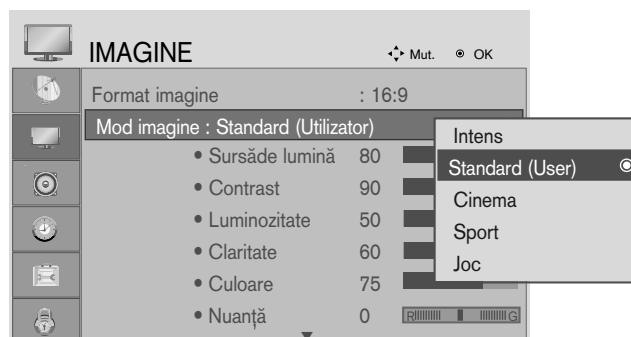 IMAGINE
Mut. OK
Format imagine : 16:9
Mod imagine : Standard (Utilizator)
• Sursăde lumină 80
• Contrast 90
• Luminozitate 50
• Claritate 60
• Culoare 75
• Nuanță 0 R G
Intens
Standard (User)
Cinema
Sport
Joc